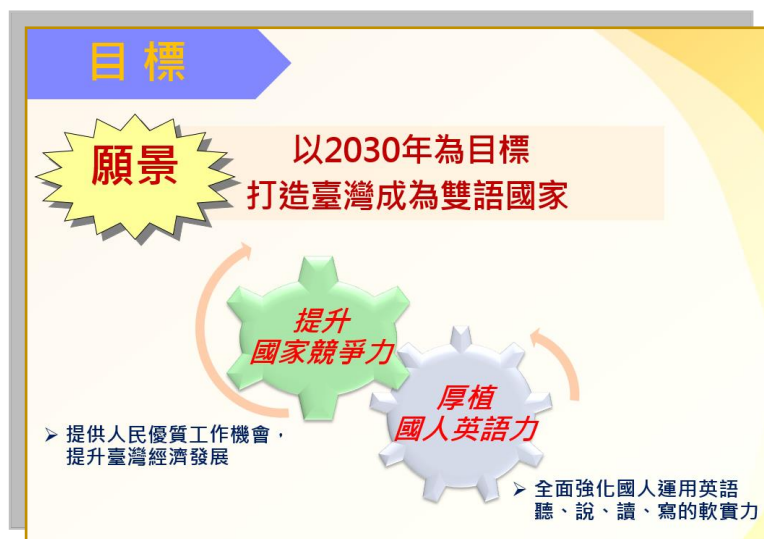 目標
願景
以2030年為目標
打造臺灣成為雙語國家
提升
國家競爭力
厚植
國人英語力
➢ 提供人民優質工作機會，
提升臺灣經濟發展
➢ 全面強化國人運用英語
聽、說、讀、寫的軟實力